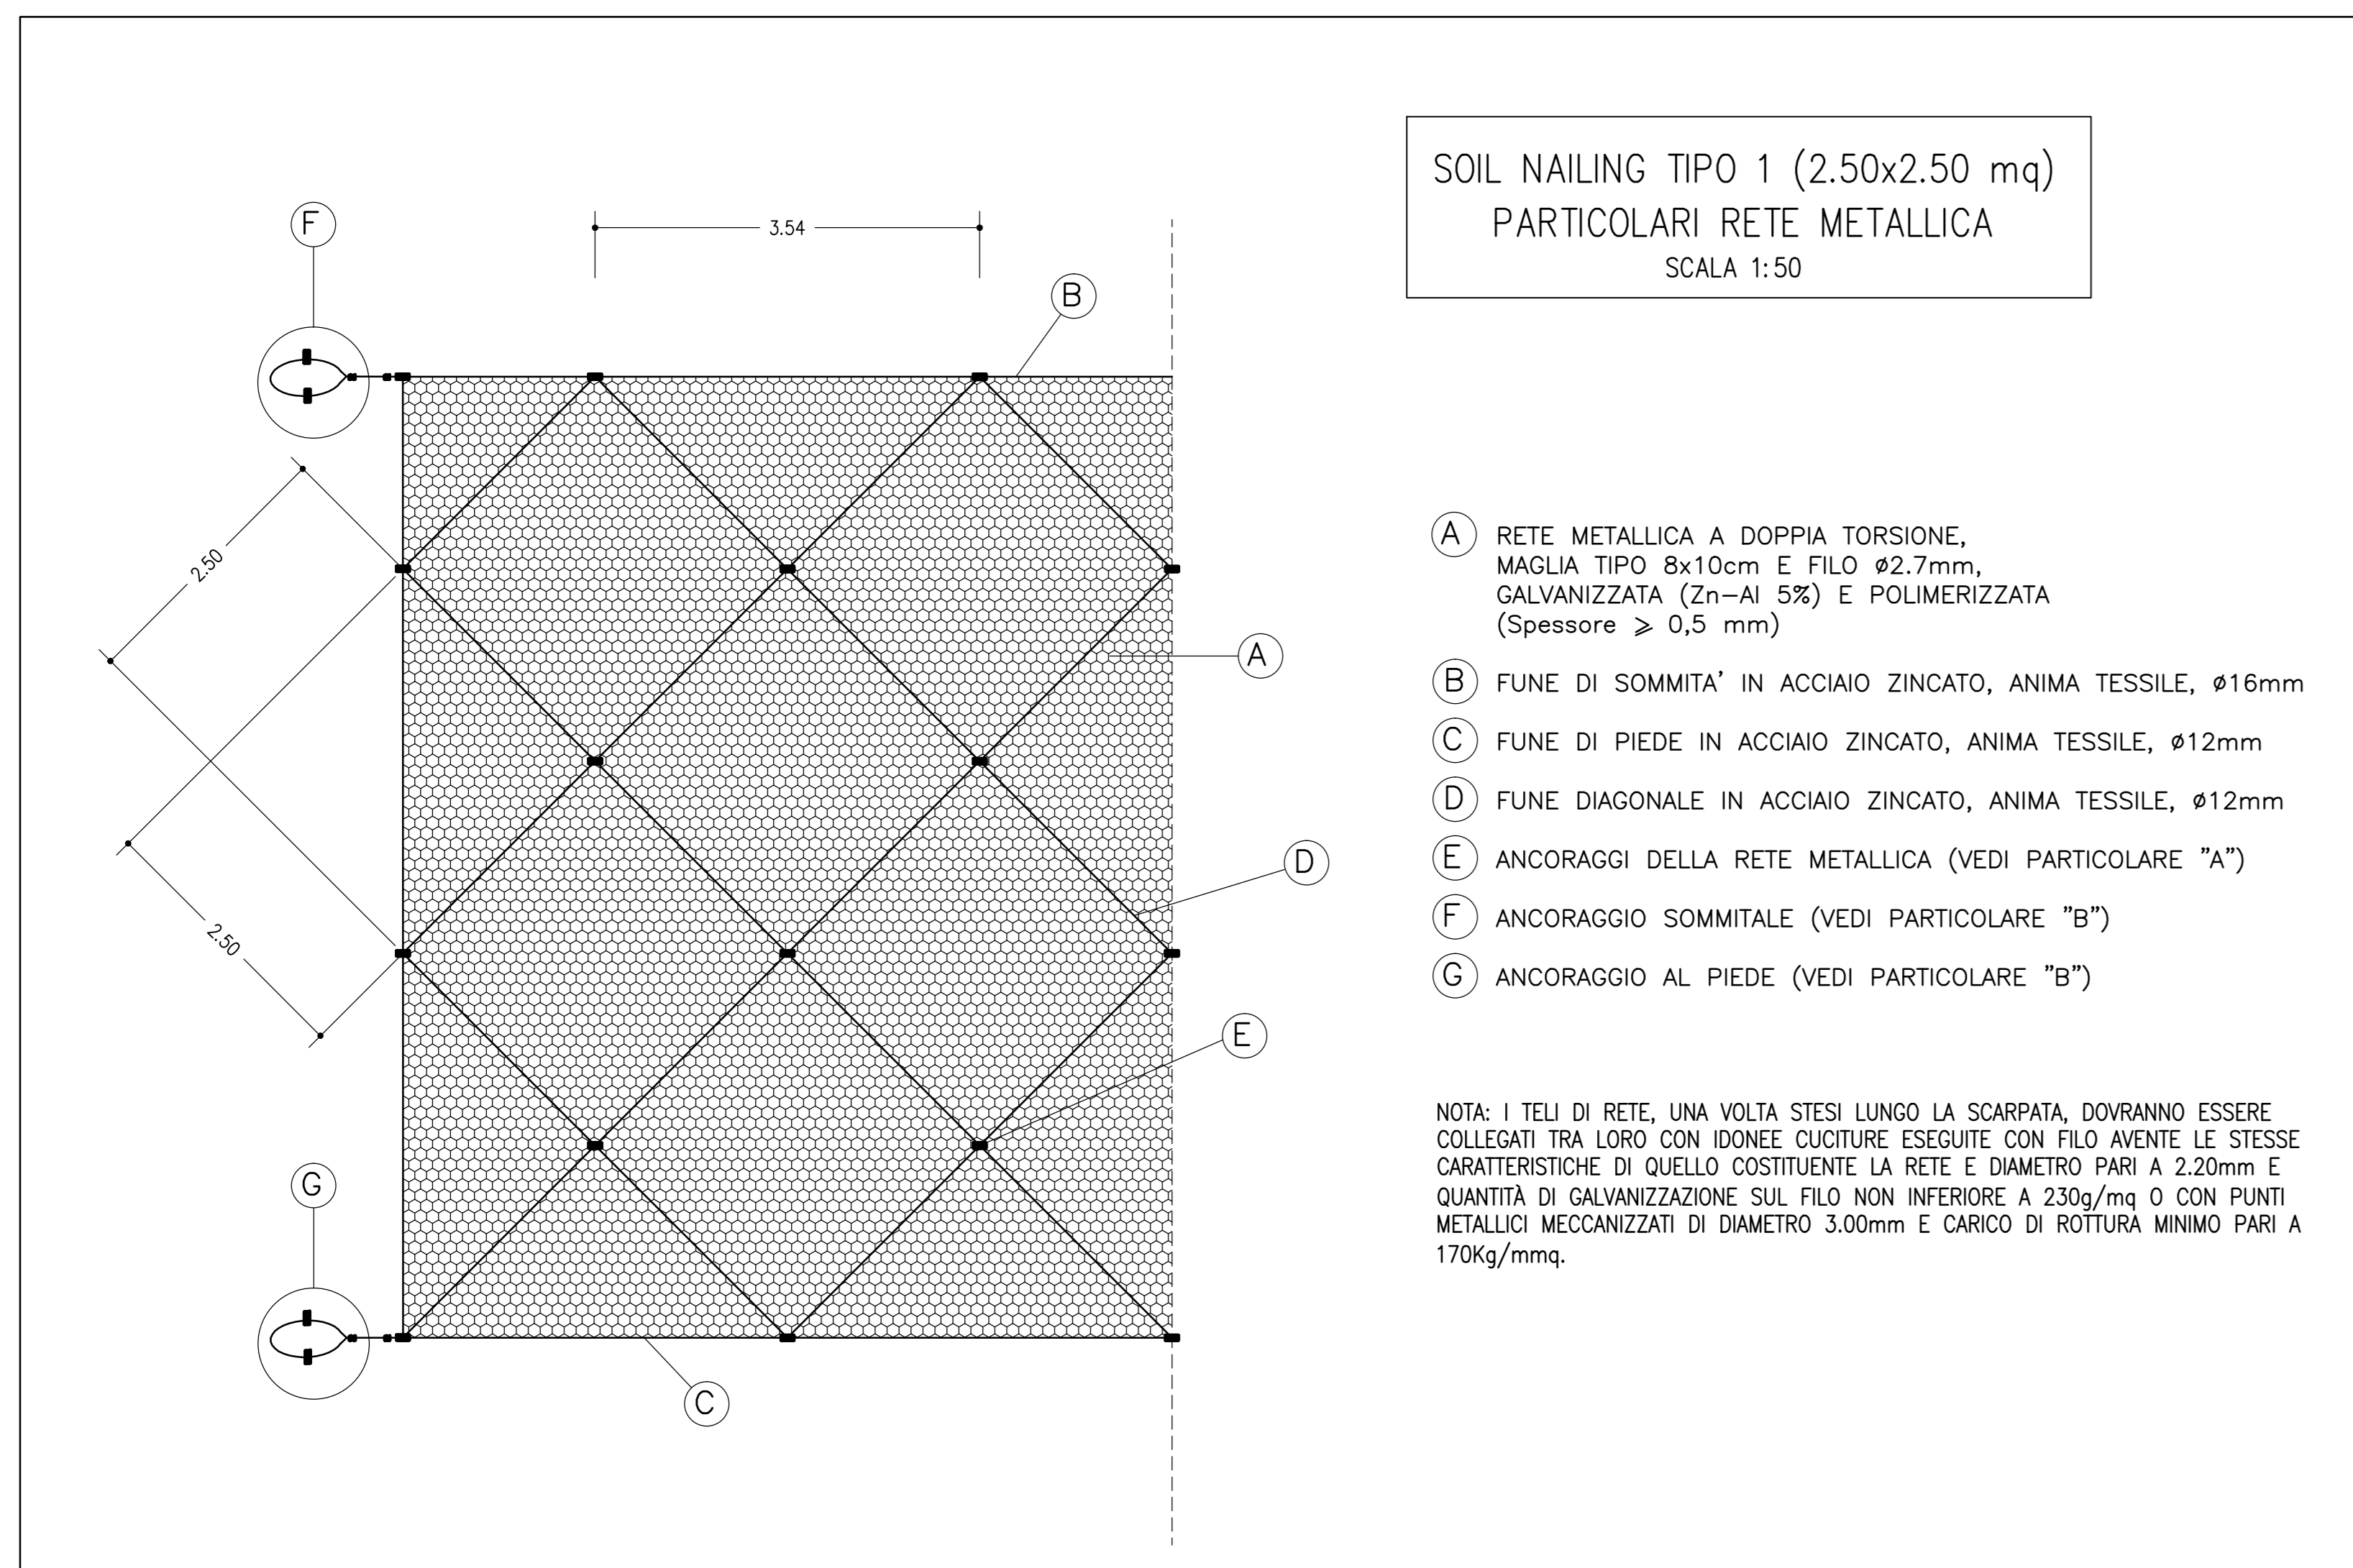 SOIL NAILING TIPO 1 (2.50x2.50 mq)
PARTICOLARI RETE METALLICA
SCALA 1:50
F
3.54
B
2.50
A
D
2.50
E
G
C
A RETE METALLICA A DOPPIA TORSIONE,
MAGLIA TIPO 8x10cm E FILO ø2.7mm,
GALVANIZZATA (Zn-Al 5%) E POLIMERIZZATA
(Spessore ⩾ 0,5 mm)
B FUNE DI SOMMITA' IN ACCIAIO ZINCATO, ANIMA TESSILE, ø16mm
C FUNE DI PIEDE IN ACCIAIO ZINCATO, ANIMA TESSILE, ø12mm
D FUNE DIAGONALE IN ACCIAIO ZINCATO, ANIMA TESSILE, ø12mm
E ANCORAGGI DELLA RETE METALLICA (VEDI PARTICOLARE "A")
F ANCORAGGIO SOMMITALE (VEDI PARTICOLARE "B")
G ANCORAGGIO AL PIEDE (VEDI PARTICOLARE "B")
NOTA: I TELI DI RETE, UNA VOLTA STESI LUNGO LA SCARPATA, DOVRANNO ESSERE
COLLEGATI TRA LORO CON IDONEE CUCITURE ESEGUITE CON FILO AVENTE LE STESSE
CARATTERISTICHE DI QUELLO COSTITUENTE LA RETE E DIAMETRO PARI A 2.20mm E
QUANTITÀ DI GALVANIZZAZIONE SUL FILO NON INFERIORE A 230g/mq O CON PUNTI
METALLICI MECCANIZZATI DI DIAMETRO 3.00mm E CARICO DI ROTTURA MINIMO PARI A
170Kg/mmq.